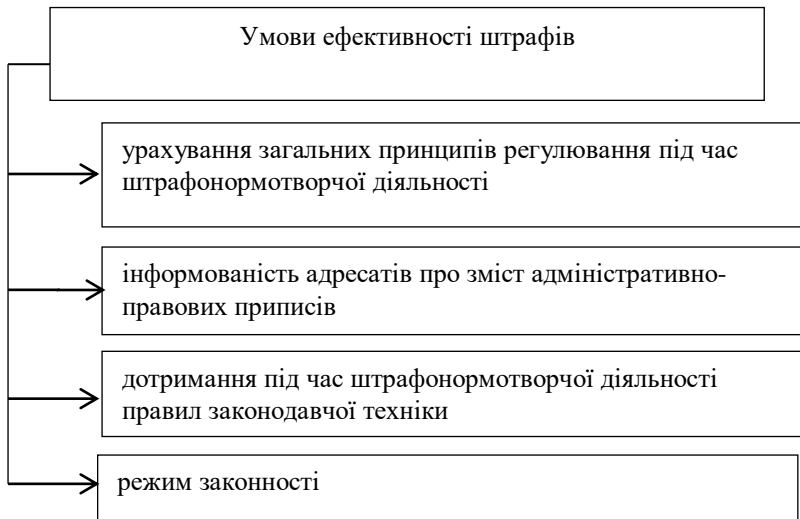 Умови ефективності штрафів
урахування загальних принципів регулювання під час
штрафонормотворчої діяльності
інформованість адресатів про зміст адміністративно-
правових приписів
дотримання під час штрафонормотворчої діяльності
правил законодавчої техніки
режим законності